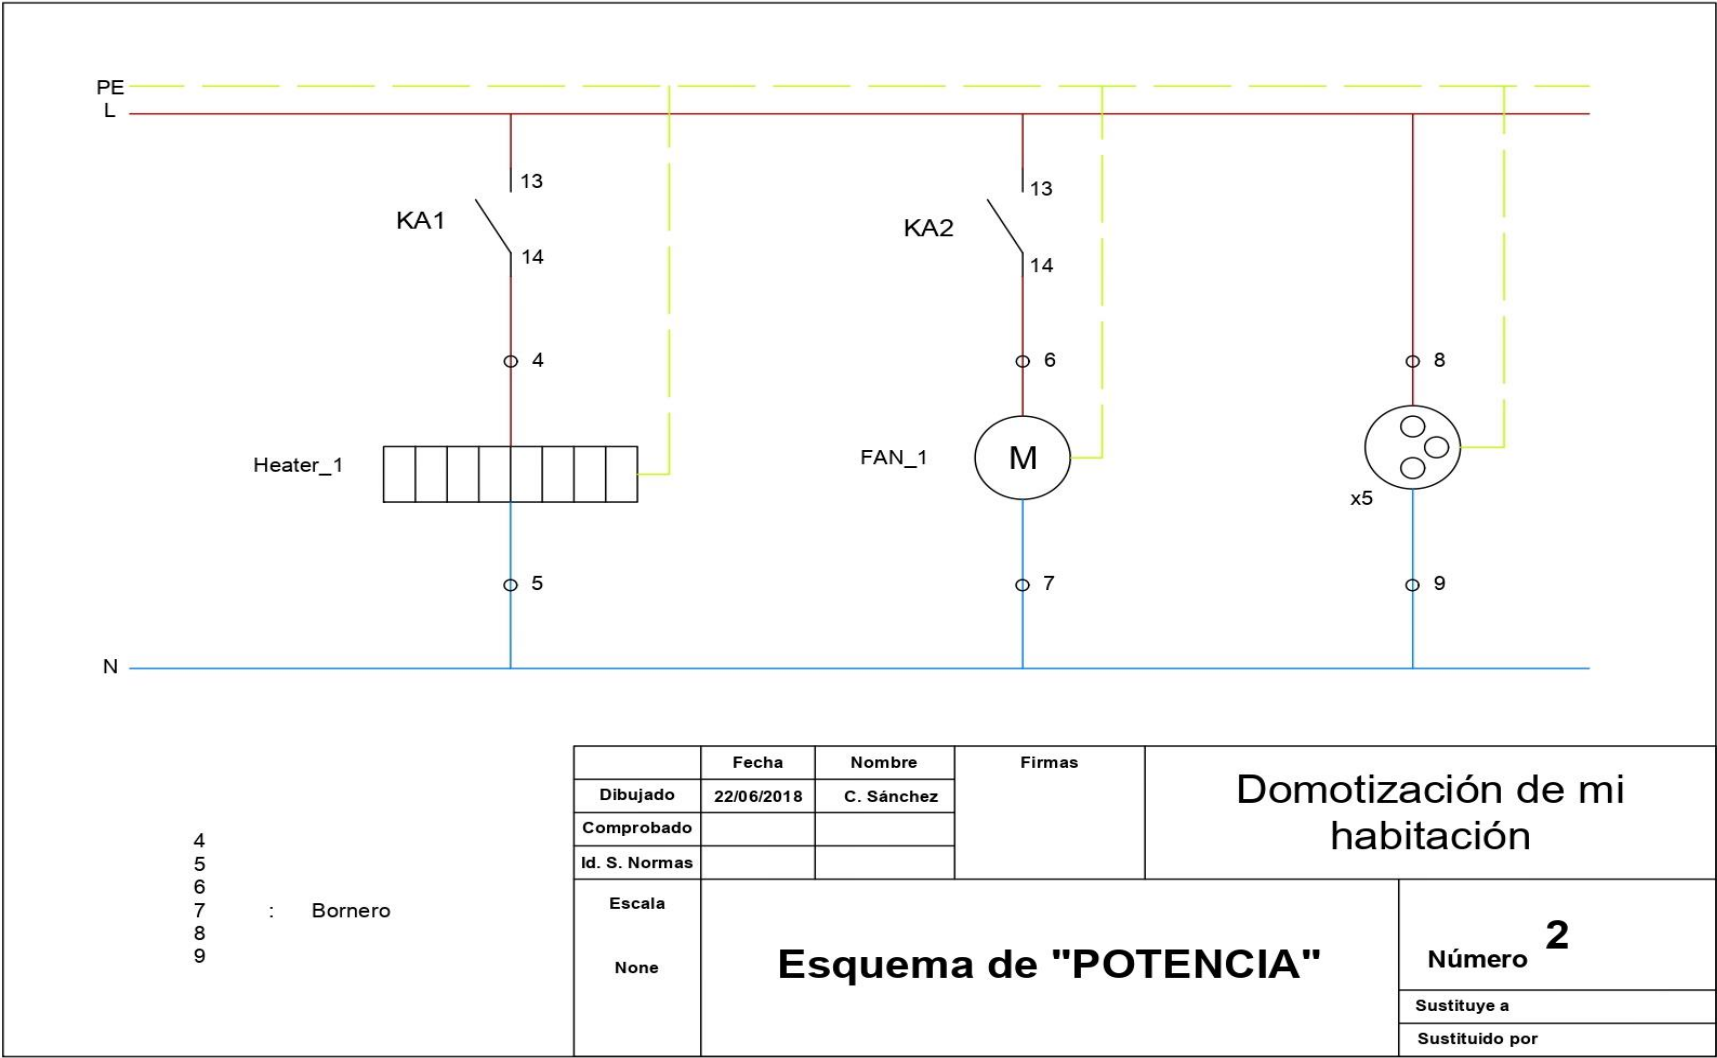 PE
L
13
13
KA1
KA2
14
14
4
6
8
Heater_1
FAN_1
M
x5
5
7
9
N
4
5
6
7 : Bornero
8
9
Fecha Nombre Firmas
Dibujado 22/06/2018 C. Sánchez
Comprobado
Id. S. Normas
Domotización de mi
habitación
Escala
None
Esquema de "POTENCIA"
Número 2
Sustituye a
Sustituido por